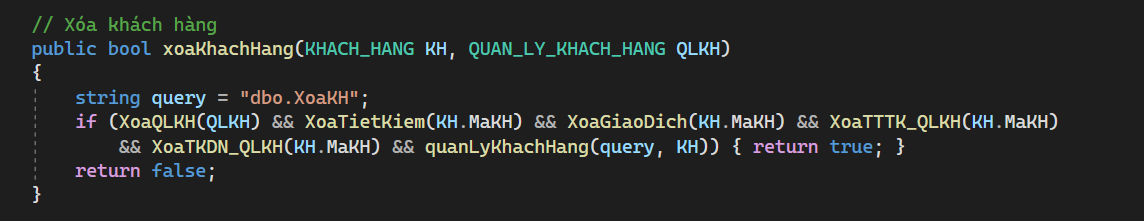 // Xóa khách hàng
public bool xoaKhachHang(KHACH_HANG KH, QUAN_LY_KHACH_HANG QLKH)
{
    string query = "dbo.XoaKH";
    if (XoaQLKH(QLKH) && XoaTietKiem(KH.MaKH) && XoaGiaoDich(KH.MaKH) && XoaTTTK_QLKH(KH.MaKH)
        && XoaTKDN_QLKH(KH.MaKH) && quanLyKhachHang(query, KH)) { return true; }
    return false;
}